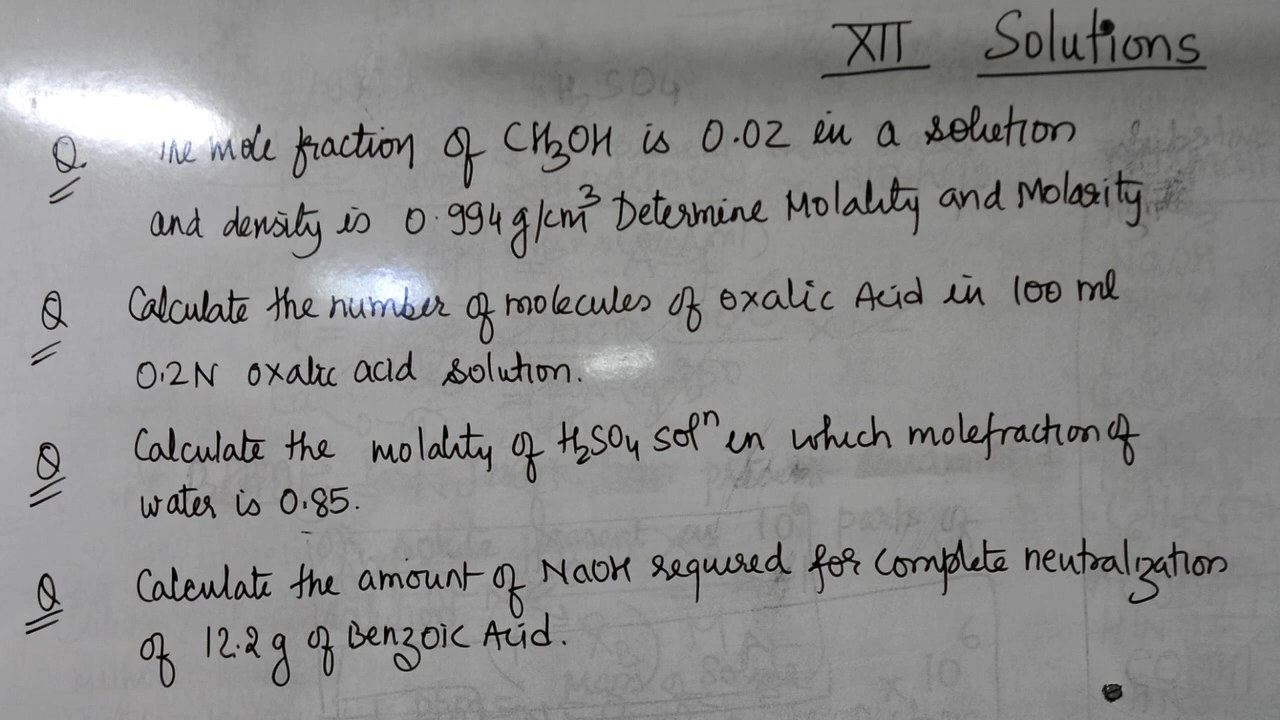 XII Solutions
Q. The mole fraction of CH3OH is 0.02 in a solution
and density is 0.994 g/cm³ Determine Molality and Molarity
Q Calculate the number of molecules of oxalic Acid in 100 ml
0.2N oxalic acid solution.
Q Calculate the molality of H2SO4 solⁿ in which molefraction of
water is 0.85.
Q Calculate the amount of NaOH required for complete neutralization
of 12.2 g of Benzoic Acid.